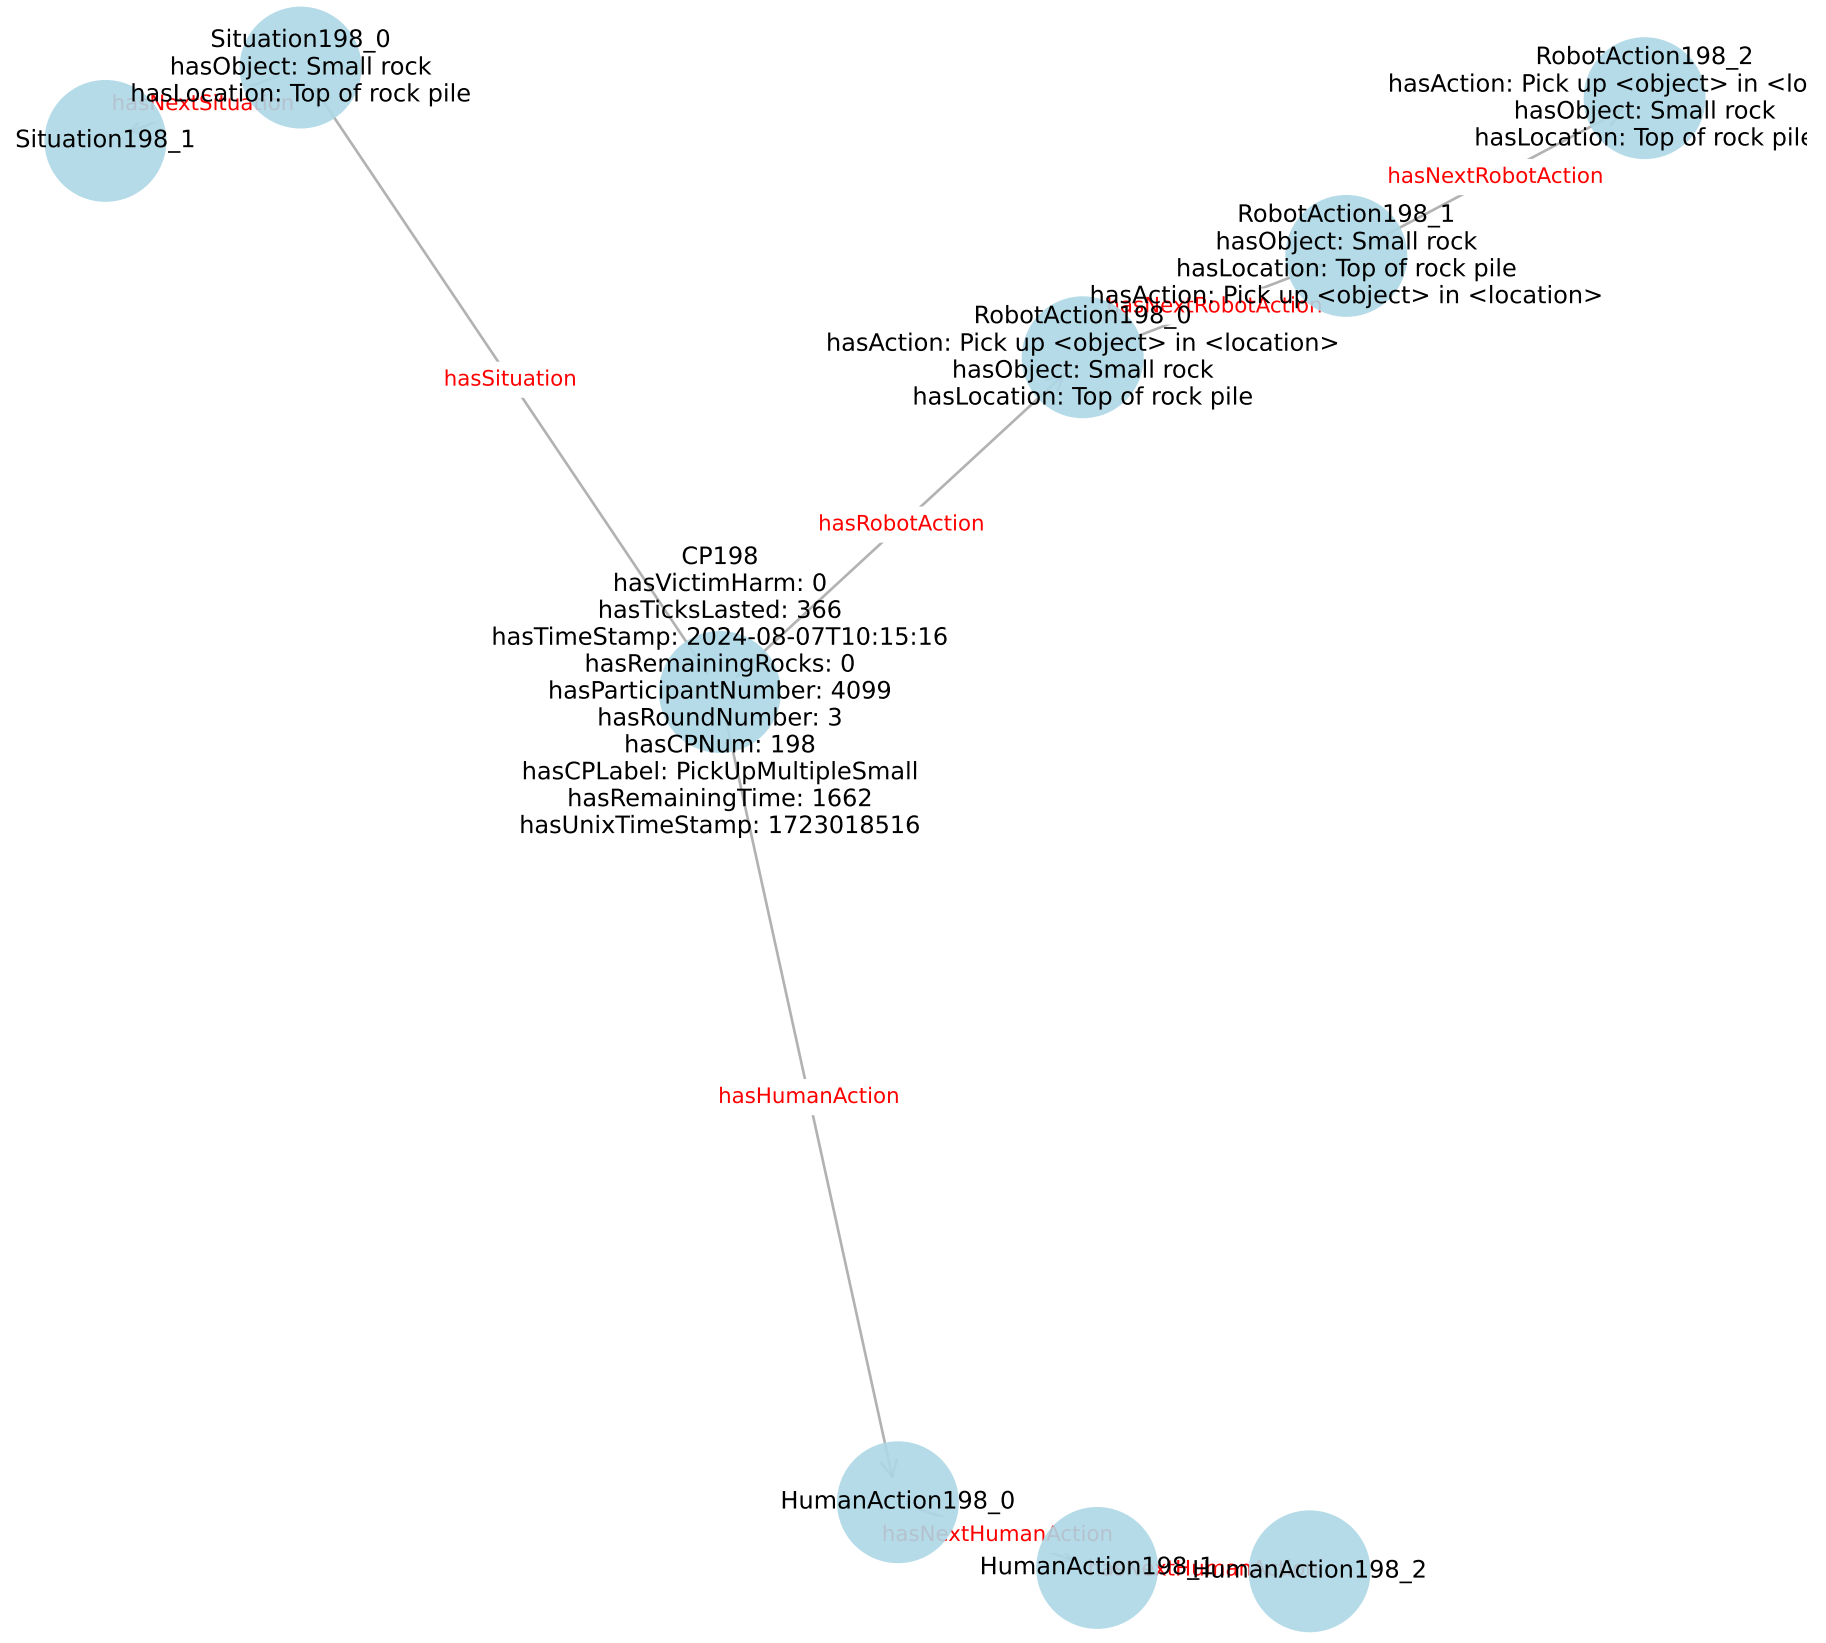 Situation198_0
hasObject: Small rock
hasLocation: Top of rock pile
hasNextSituation
Situation198_1
RobotAction198_2
hasAction: Pick up <object> in <lo
hasObject: Small rock
hasLocation: Top of rock pile
hasNextRobotAction
RobotAction198_1
hasObject: Small rock
hasLocation: Top of rock pile
hasAction: Pick up <object> in <location>
hasNextRobotAction
RobotAction198_0
hasAction: Pick up <object> in <location>
hasObject: Small rock
hasLocation: Top of rock pile
hasSituation
hasRobotAction
CP198
hasVictimHarm: 0
hasTicksLasted: 366
hasTimeStamp: 2024-08-07T10:15:16
hasRemainingRocks: 0
hasParticipantNumber: 4099
hasRoundNumber: 3
hasCPNum: 198
hasCPLabel: PickUpMultipleSmall
hasRemainingTime: 1662
hasUnixTimeStamp: 1723018516
hasHumanAction
HumanAction198_0
hasNextHumanAction
HumanAction198_1
HumanAction198_2